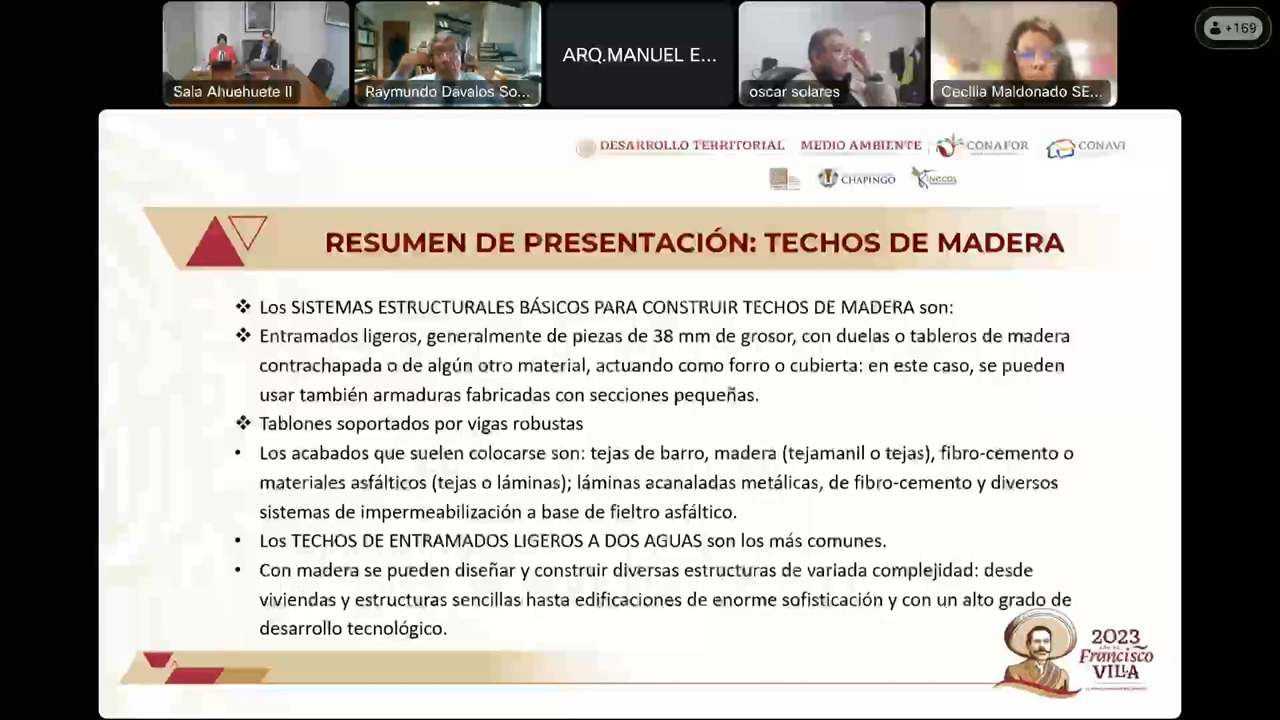 Sala Ahuehuete II
Raymundo Dávalos So...
ARQ.MANUEL E...
oscar solares
Cecilia Maldonado SE...
+169
DESARROLLO TERRITORIAL
MEDIO AMBIENTE
CONAFOR
CONAVI
CHAPINGO
INECOL
RESUMEN DE PRESENTACIÓN: TECHOS DE MADERA
❖ Los SISTEMAS ESTRUCTURALES BÁSICOS PARA CONSTRUIR TECHOS DE MADERA son:
❖ Entramados ligeros, generalmente de piezas de 38 mm de grosor, con duelas o tableros de madera
contrachapada o de algún otro material, actuando como forro o cubierta: en este caso, se pueden
usar también armaduras fabricadas con secciones pequeñas.
❖ Tablones soportados por vigas robustas
• Los acabados que suelen colocarse son: tejas de barro, madera (tejamanil o tejas), fibro-cemento o
materiales asfálticos (tejas o láminas); láminas acanaladas metálicas, de fibro-cemento y diversos
sistemas de impermeabilización a base de fieltro asfáltico.
• Los TECHOS DE ENTRAMADOS LIGEROS A DOS AGUAS son los más comunes.
• Con madera se pueden diseñar y construir diversas estructuras de variada complejidad: desde
viviendas y estructuras sencillas hasta edificaciones de enorme sofisticación y con un alto grado de
desarrollo tecnológico.
2023
Francisco
VILLA